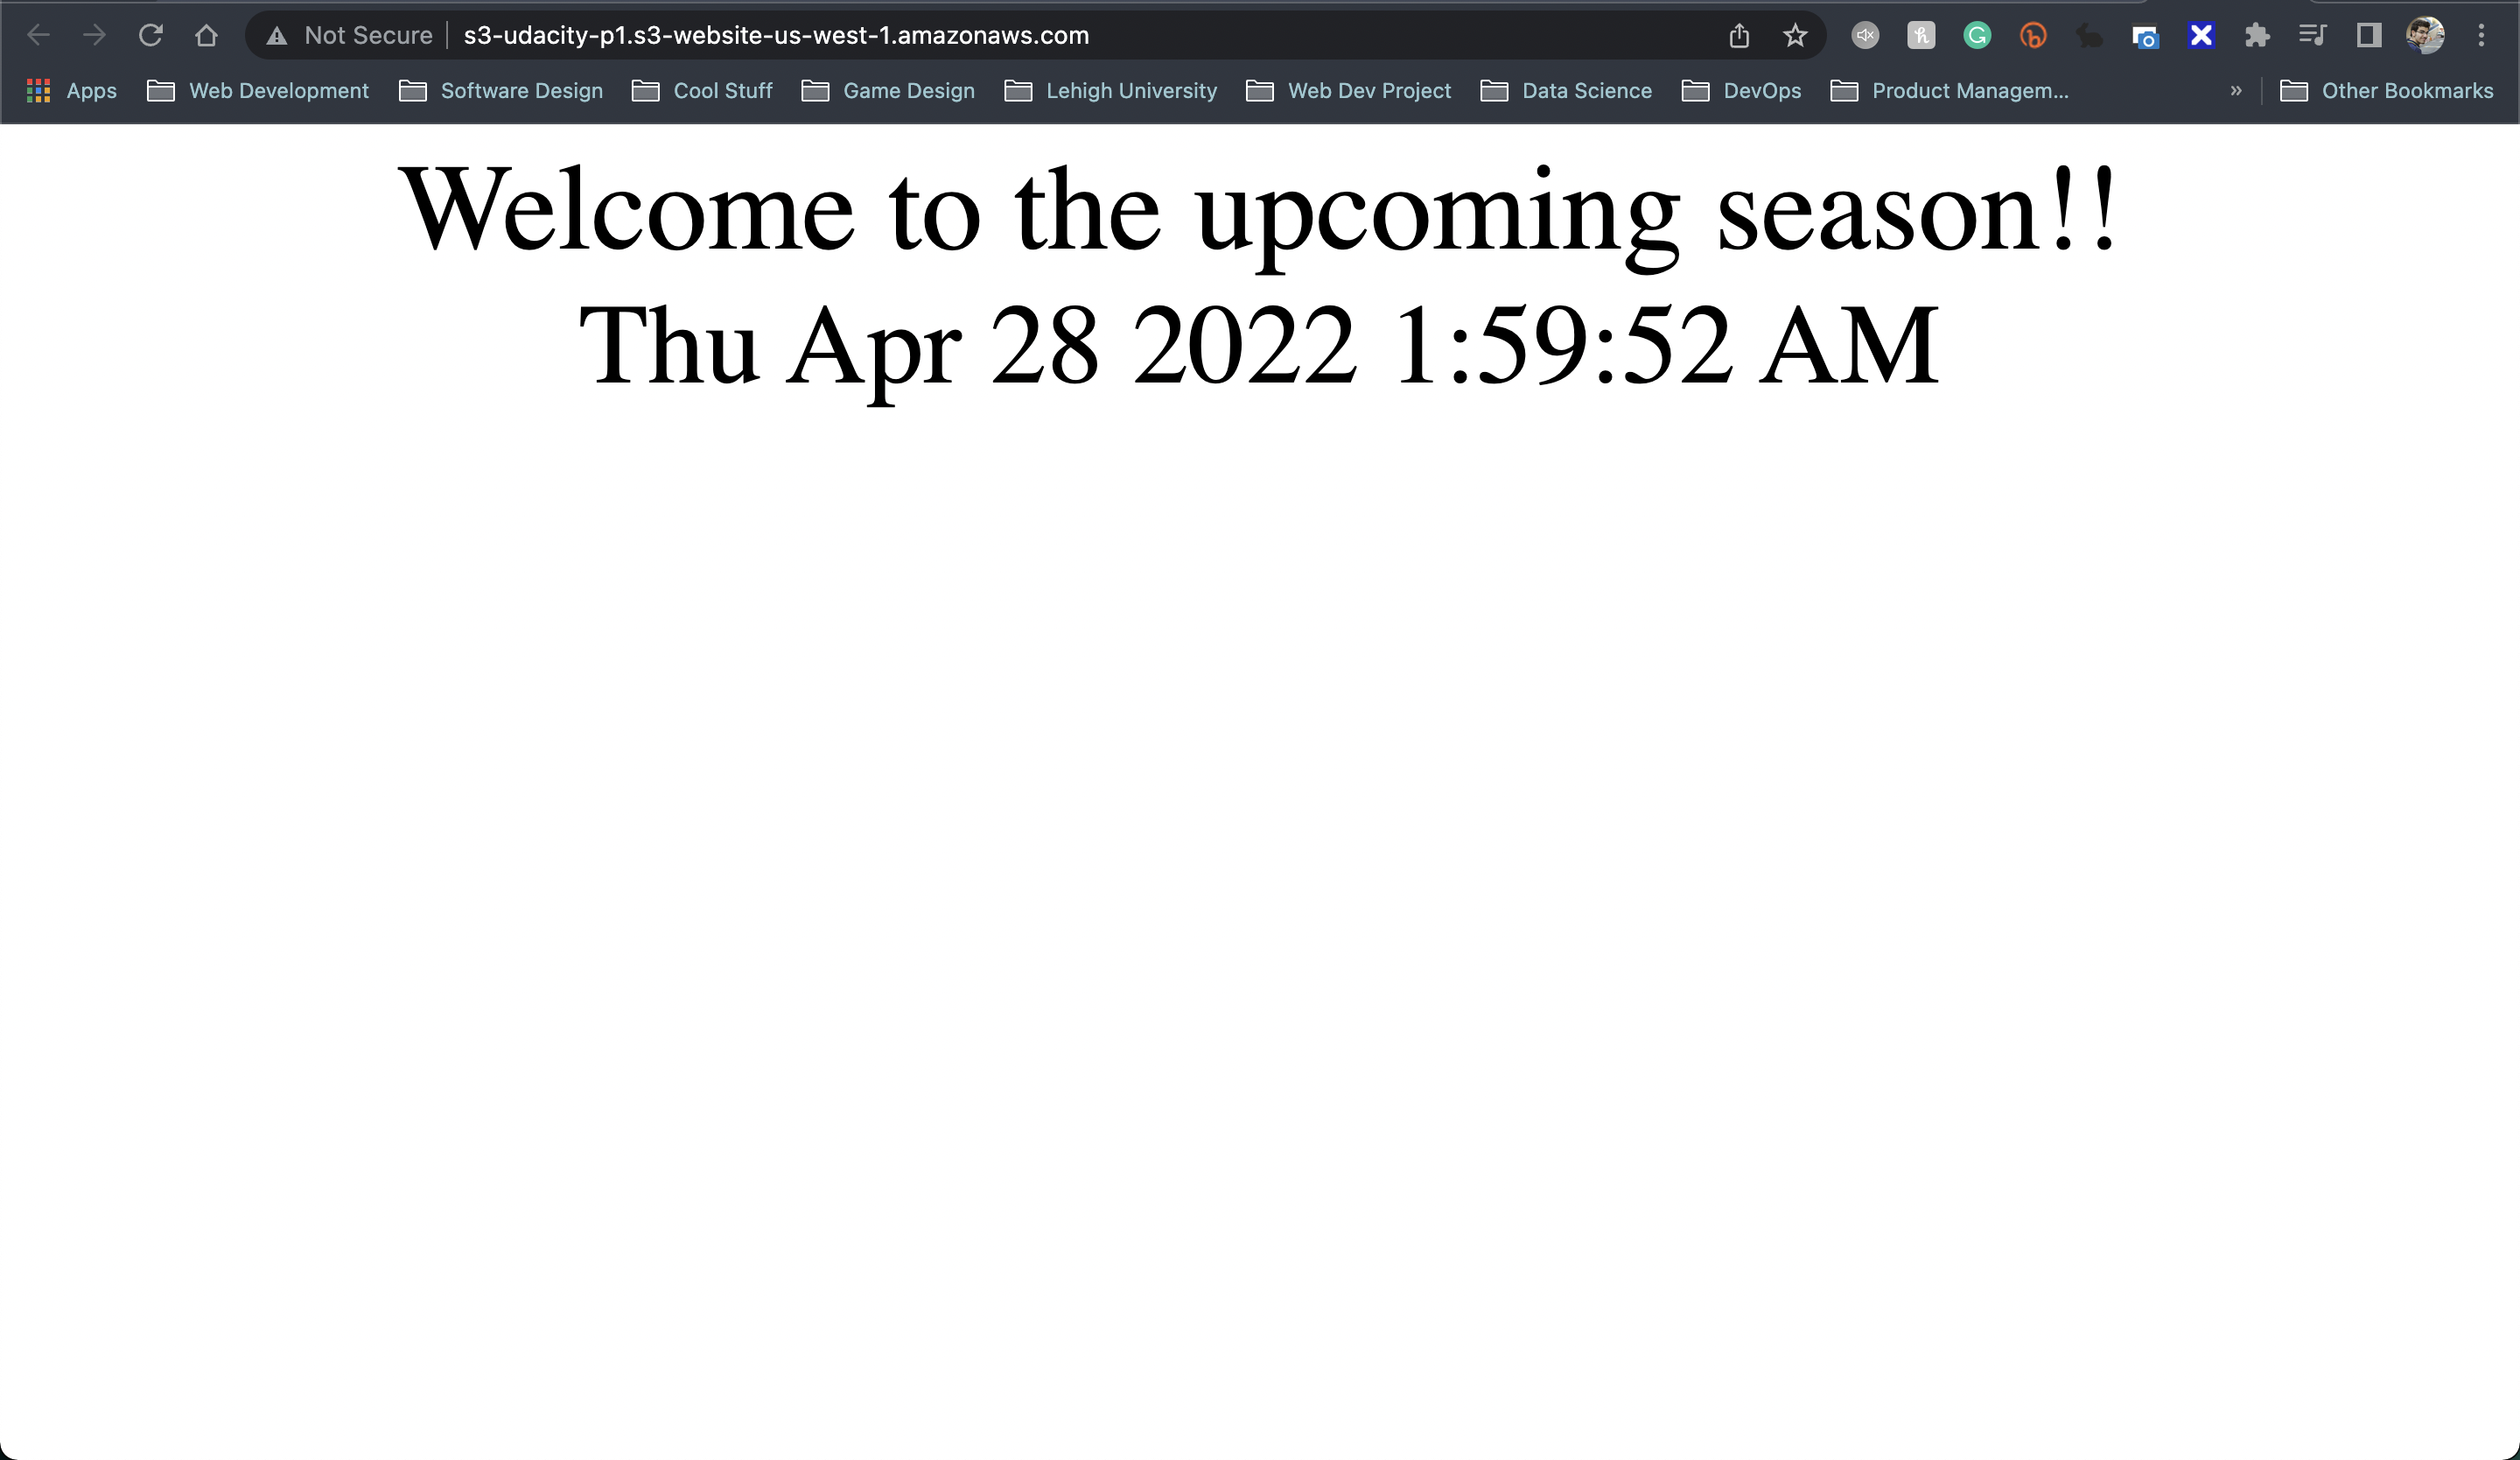 Not Secure s3-udacity-p1.s3-website-us-west-1.amazonaws.com
Apps Web Development Software Design Cool Stuff Game Design Lehigh University Web Dev Project Data Science DevOps Product Managem... » Other Bookmarks
Welcome to the upcoming season!!
Thu Apr 28 2022 1:59:52 AM